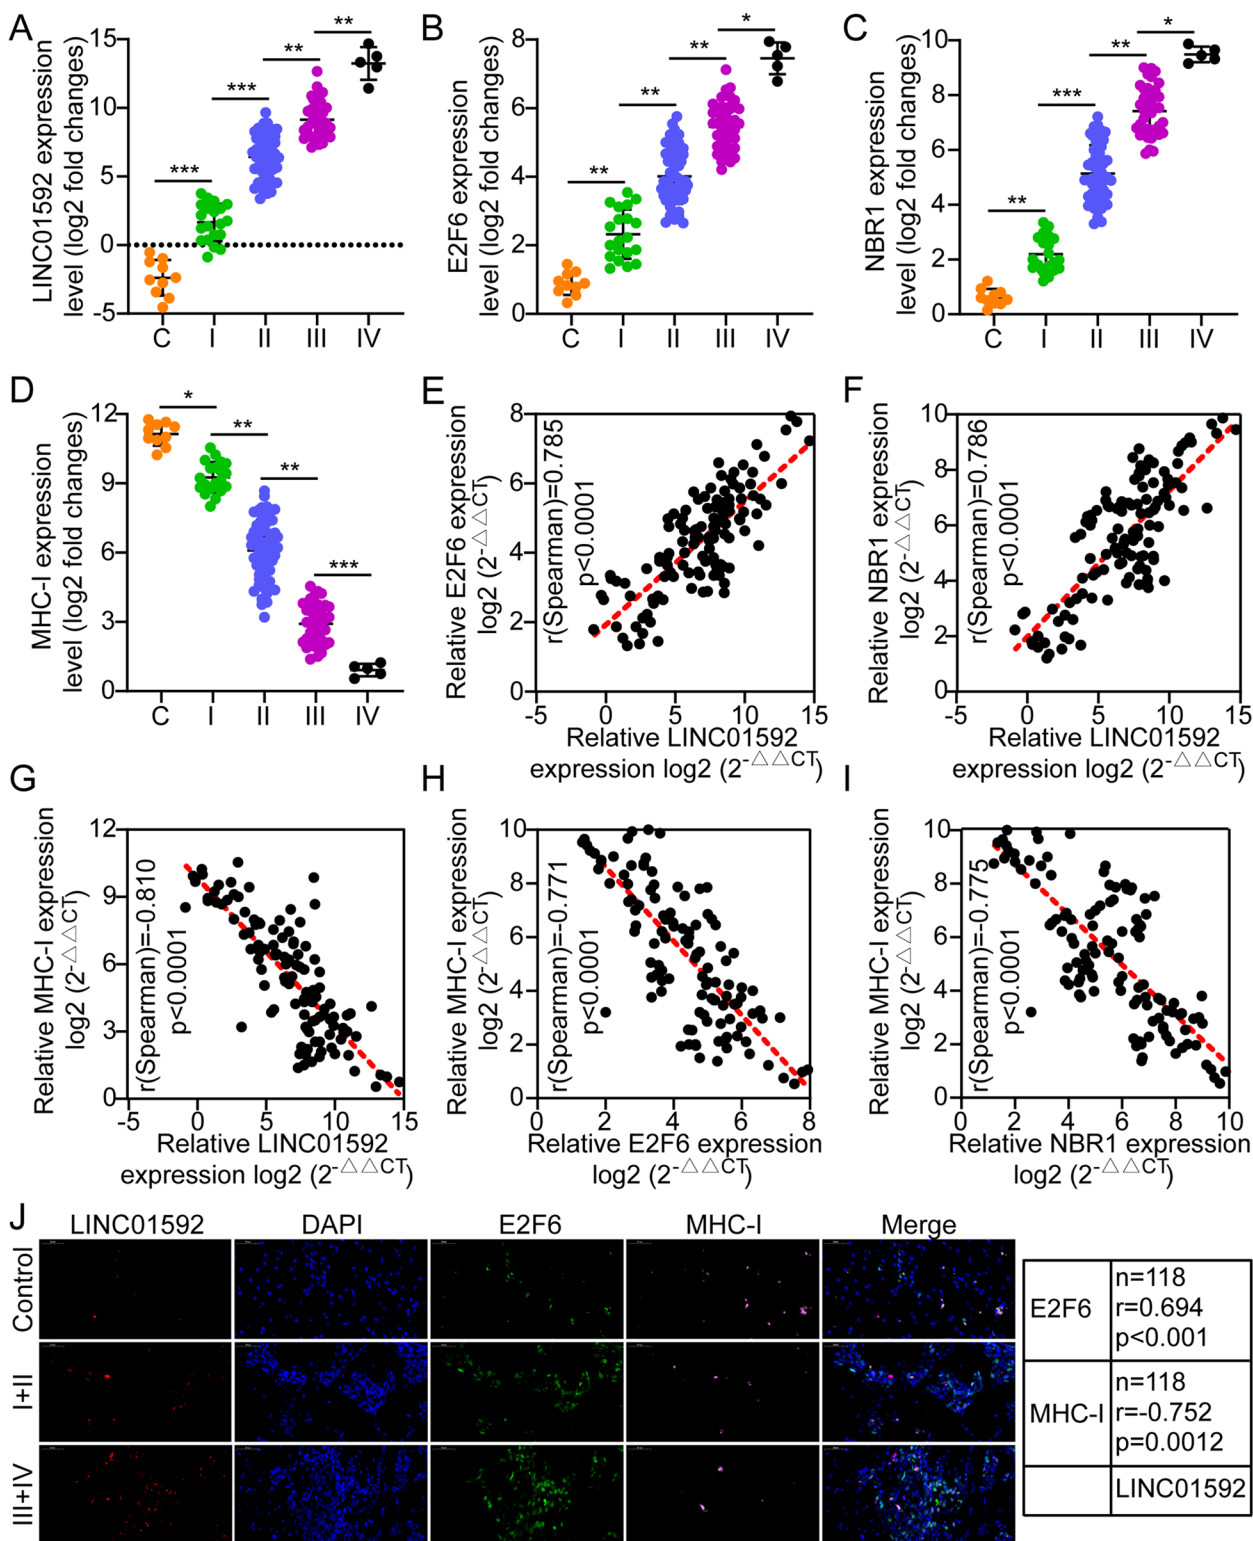 A
LINC01592 expression
level (log2 fold changes)
15
10
5
0
-5
***
***
**
**
C I II III IV
B
E2F6 expression
level (log2 fold changes)
8
6
4
2
0
**
**
**
*
C I II III IV
C
NBR1 expression
level (log2 fold changes)
10
8
6
4
2
0
**
***
**
*
C I II III IV
D
MHC-I expression
level (log2 fold changes)
12
9
6
3
0
*
**
**
***
C I II III IV
E
Relative E2F6 expression
log2 (2-△△CT)
8
6
4
2
0
r(Spearman)=0.785
p<0.0001
-5 0 5 10 15
Relative LINC01592
expression log2 (2-△△CT)
F
Relative NBR1 expression
log2 (2-△△CT)
10
8
6
4
2
0
r(Spearman)=0.786
p<0.0001
-5 0 5 10 15
Relative LINC01592
expression log2 (2-△△CT)
G
Relative MHC-I expression
log2 (2-△△CT)
12
9
6
3
0
r(Spearman)=-0.810
p<0.0001
-5 0 5 10 15
Relative LINC01592
expression log2 (2-△△CT)
H
Relative MHC-I expression
log2 (2-△△CT)
10
8
6
4
2
0
r(Spearman)=-0.771
p<0.0001
0 2 4 6 8
Relative E2F6 expression
log2 (2-△△CT)
I
Relative MHC-I expression
log2 (2-△△CT)
10
8
6
4
2
0
r(Spearman)=-0.775
p<0.0001
0 2 4 6 8 10
Relative NBR1 expression
log2 (2-△△CT)
J
LINC01592 DAPI E2F6 MHC-I Merge
Control
I+II
III+IV
E2F6
n=118
r=0.694
p<0.001
MHC-I
n=118
r=-0.752
p=0.0012
LINC01592